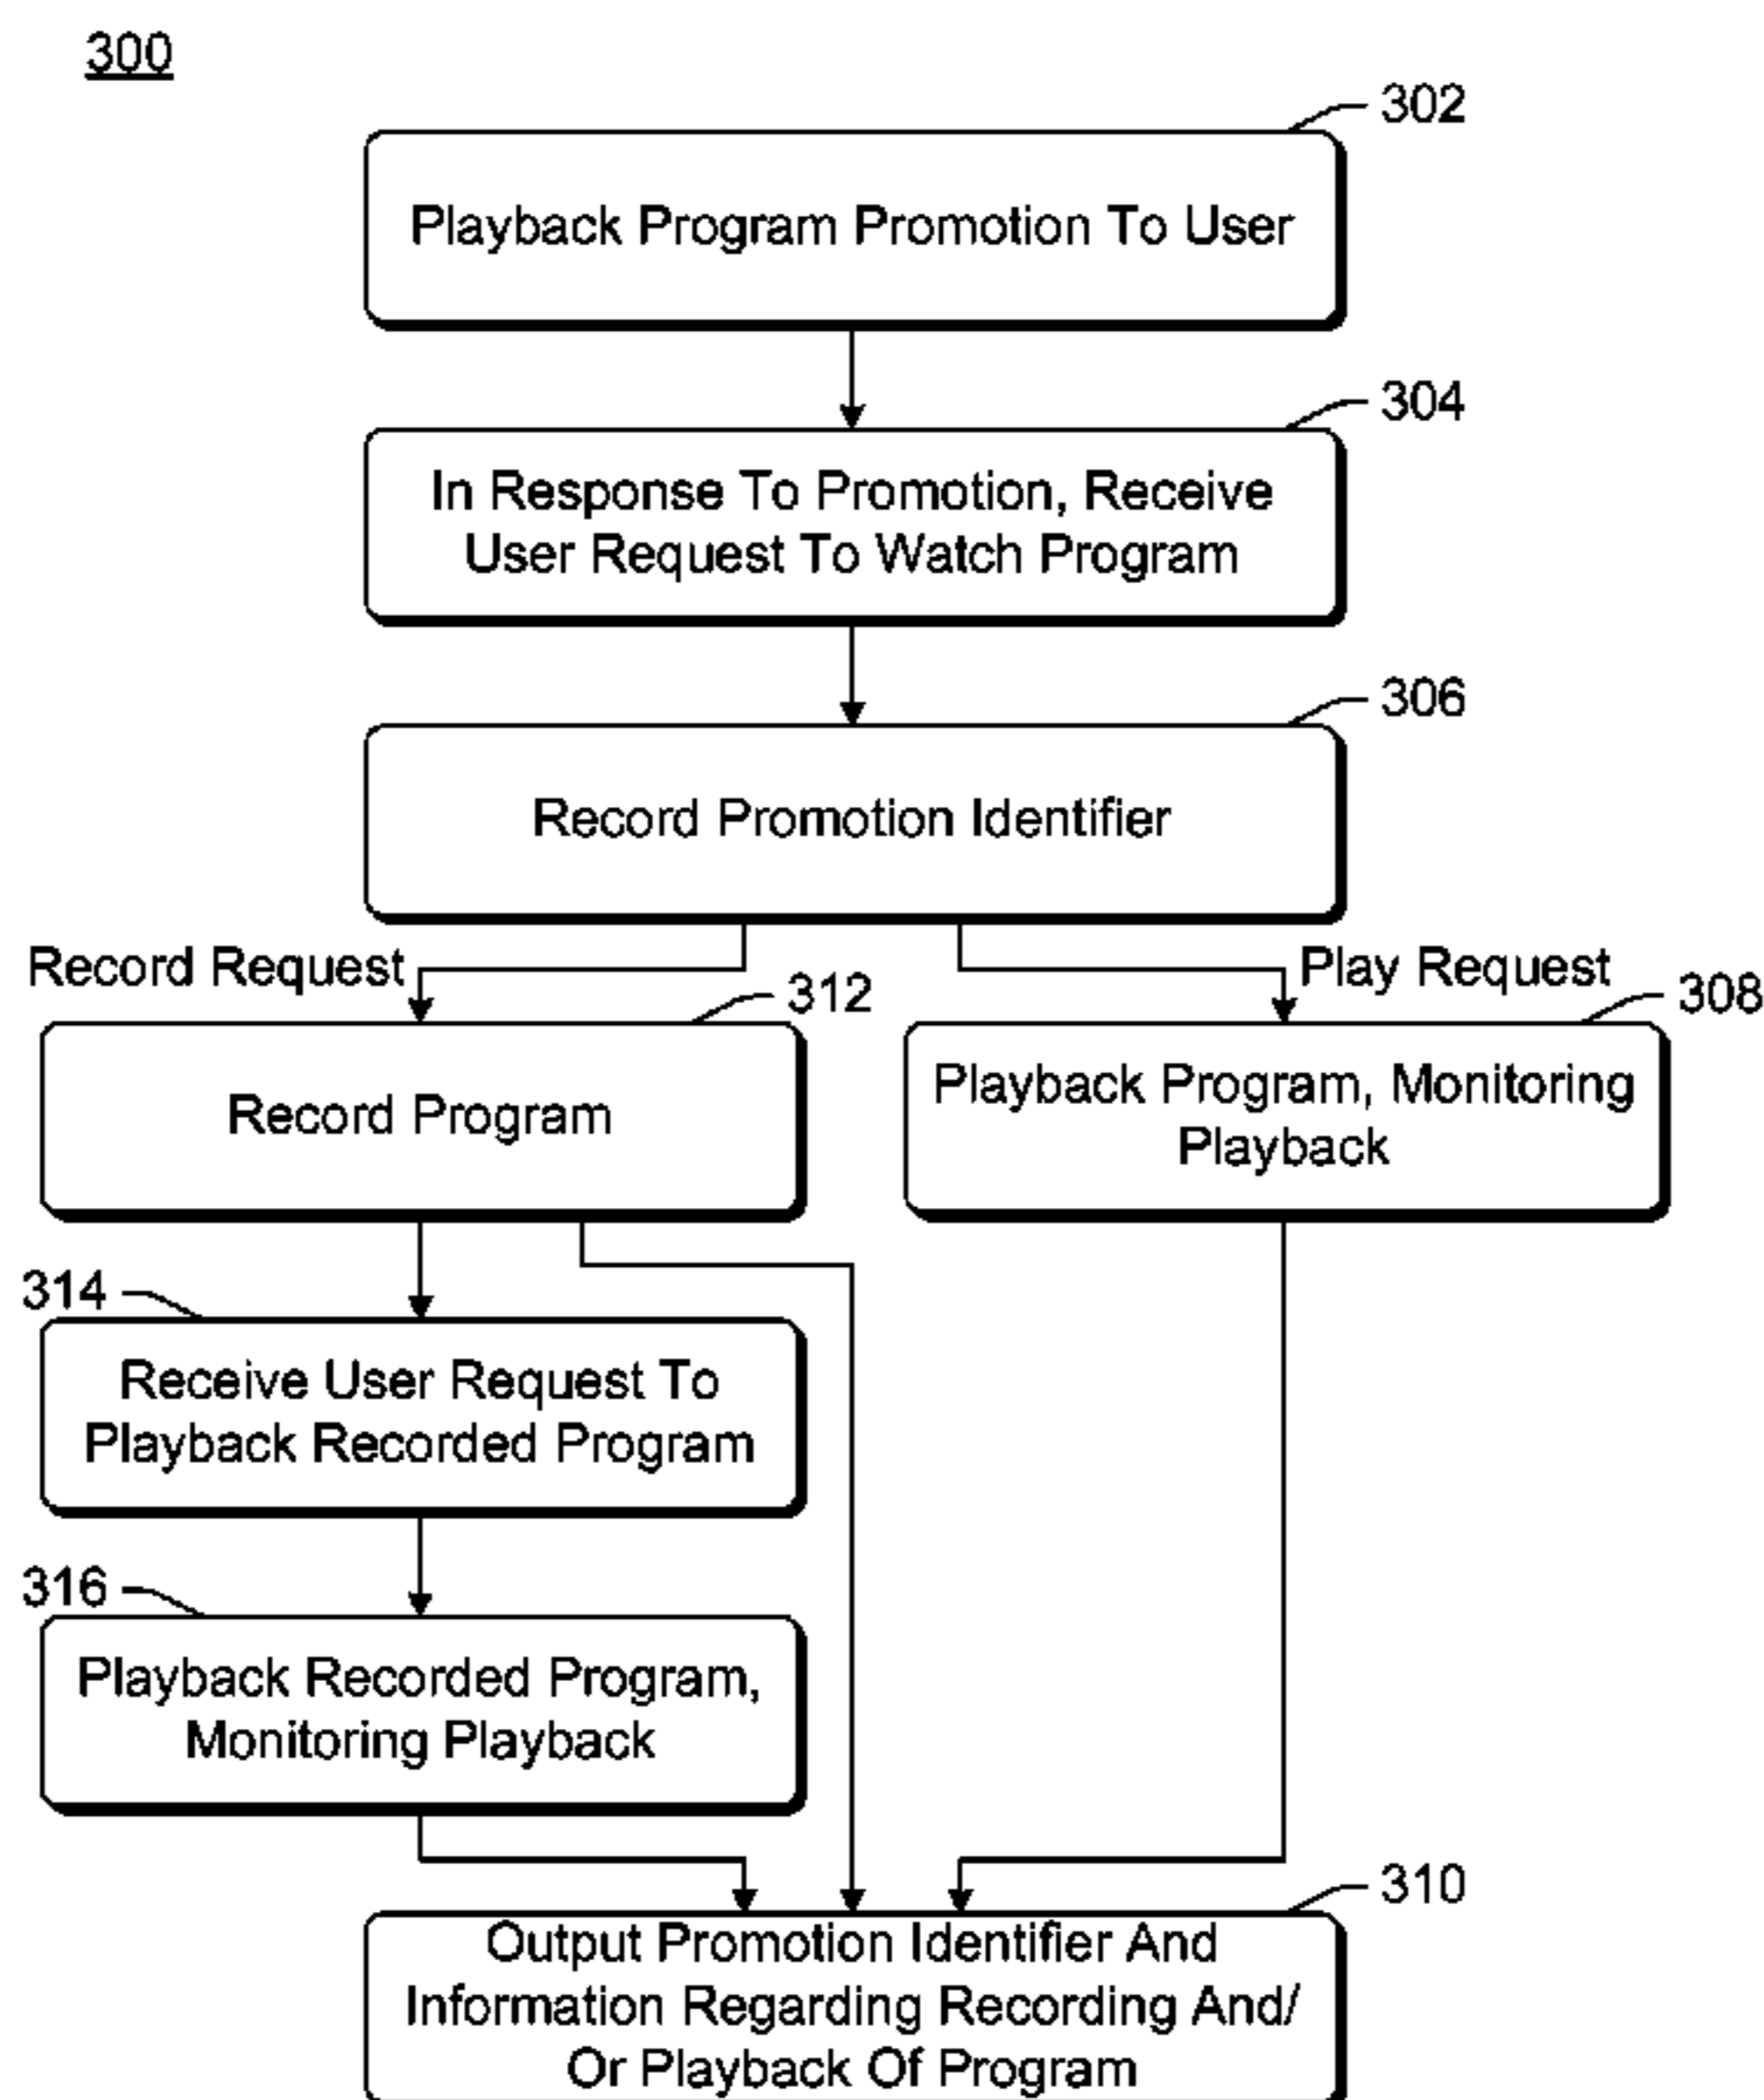 300
302
Playback Program Promotion To User
304
In Response To Promotion, Receive
User Request To Watch Program
306
Record Promotion Identifier
Record Request
Play Request
312
308
Record Program
Playback Program, Monitoring
Playback
314
Receive User Request To
Playback Recorded Program
316
Playback Recorded Program,
Monitoring Playback
310
Output Promotion Identifier And
Information Regarding Recording And/
Or Playback Of Program